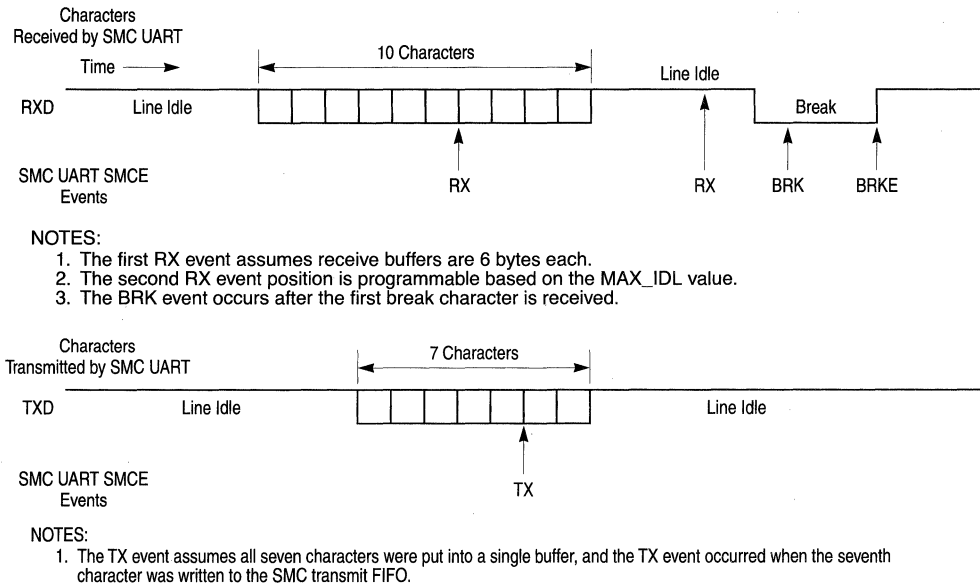 Characters
Received by SMC UART
10 Characters
Time
Line Idle
RXD
Line Idle
Break
SMC UART SMCE
Events
RX
RX
BRK
BRKE
NOTES:
1. The first RX event assumes receive buffers are 6 bytes each.
2. The second RX event position is programmable based on the MAX_IDL value.
3. The BRK event occurs after the first break character is received.
Characters
Transmitted by SMC UART
7 Characters
TXD
Line Idle
Line Idle
SMC UART SMCE
Events
TX
NOTES:
1. The TX event assumes all seven characters were put into a single buffer, and the TX event occurred when the seventh
character was written to the SMC transmit FIFO.